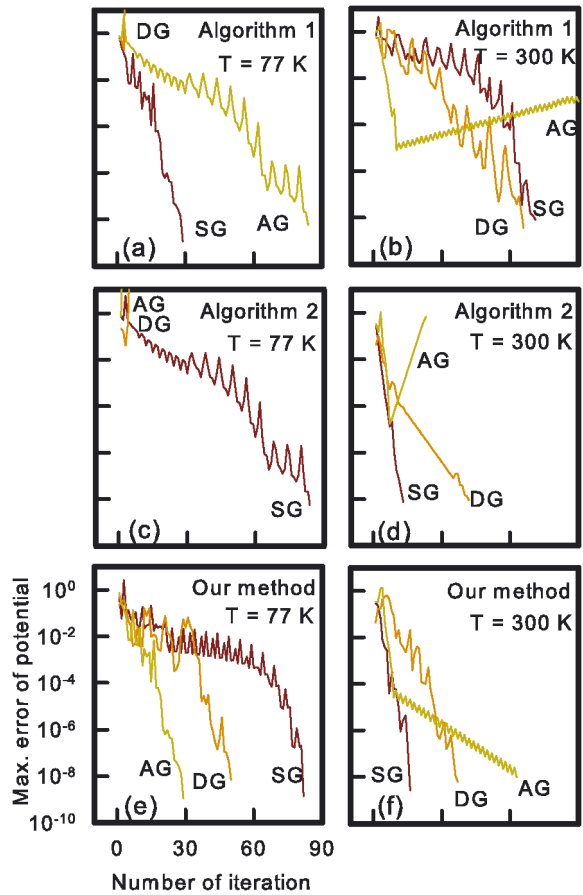 DG
Algorithm 1
T = 77 K
SG
AG
(a)
Algorithm 1
T = 300 K
AG
DG
SG
(b)
AG
DG
Algorithm 2
T = 77 K
SG
(c)
Algorithm 2
T = 300 K
AG
SG
DG
(d)
Max. error of potential
10^0
10^-2
10^-4
10^-6
10^-8
10^-10
Our method
T = 77 K
AG
DG
SG
(e)
Our method
T = 300 K
SG
DG
AG
(f)
0 30 60 90
Number of iteration